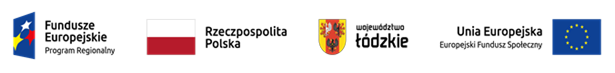 Fundusze
Europejskie
Program Regionalny
Rzeczpospolita
Polska
województwo
łódzkie
Unia Europejska
Europejski Fundusz Społeczny